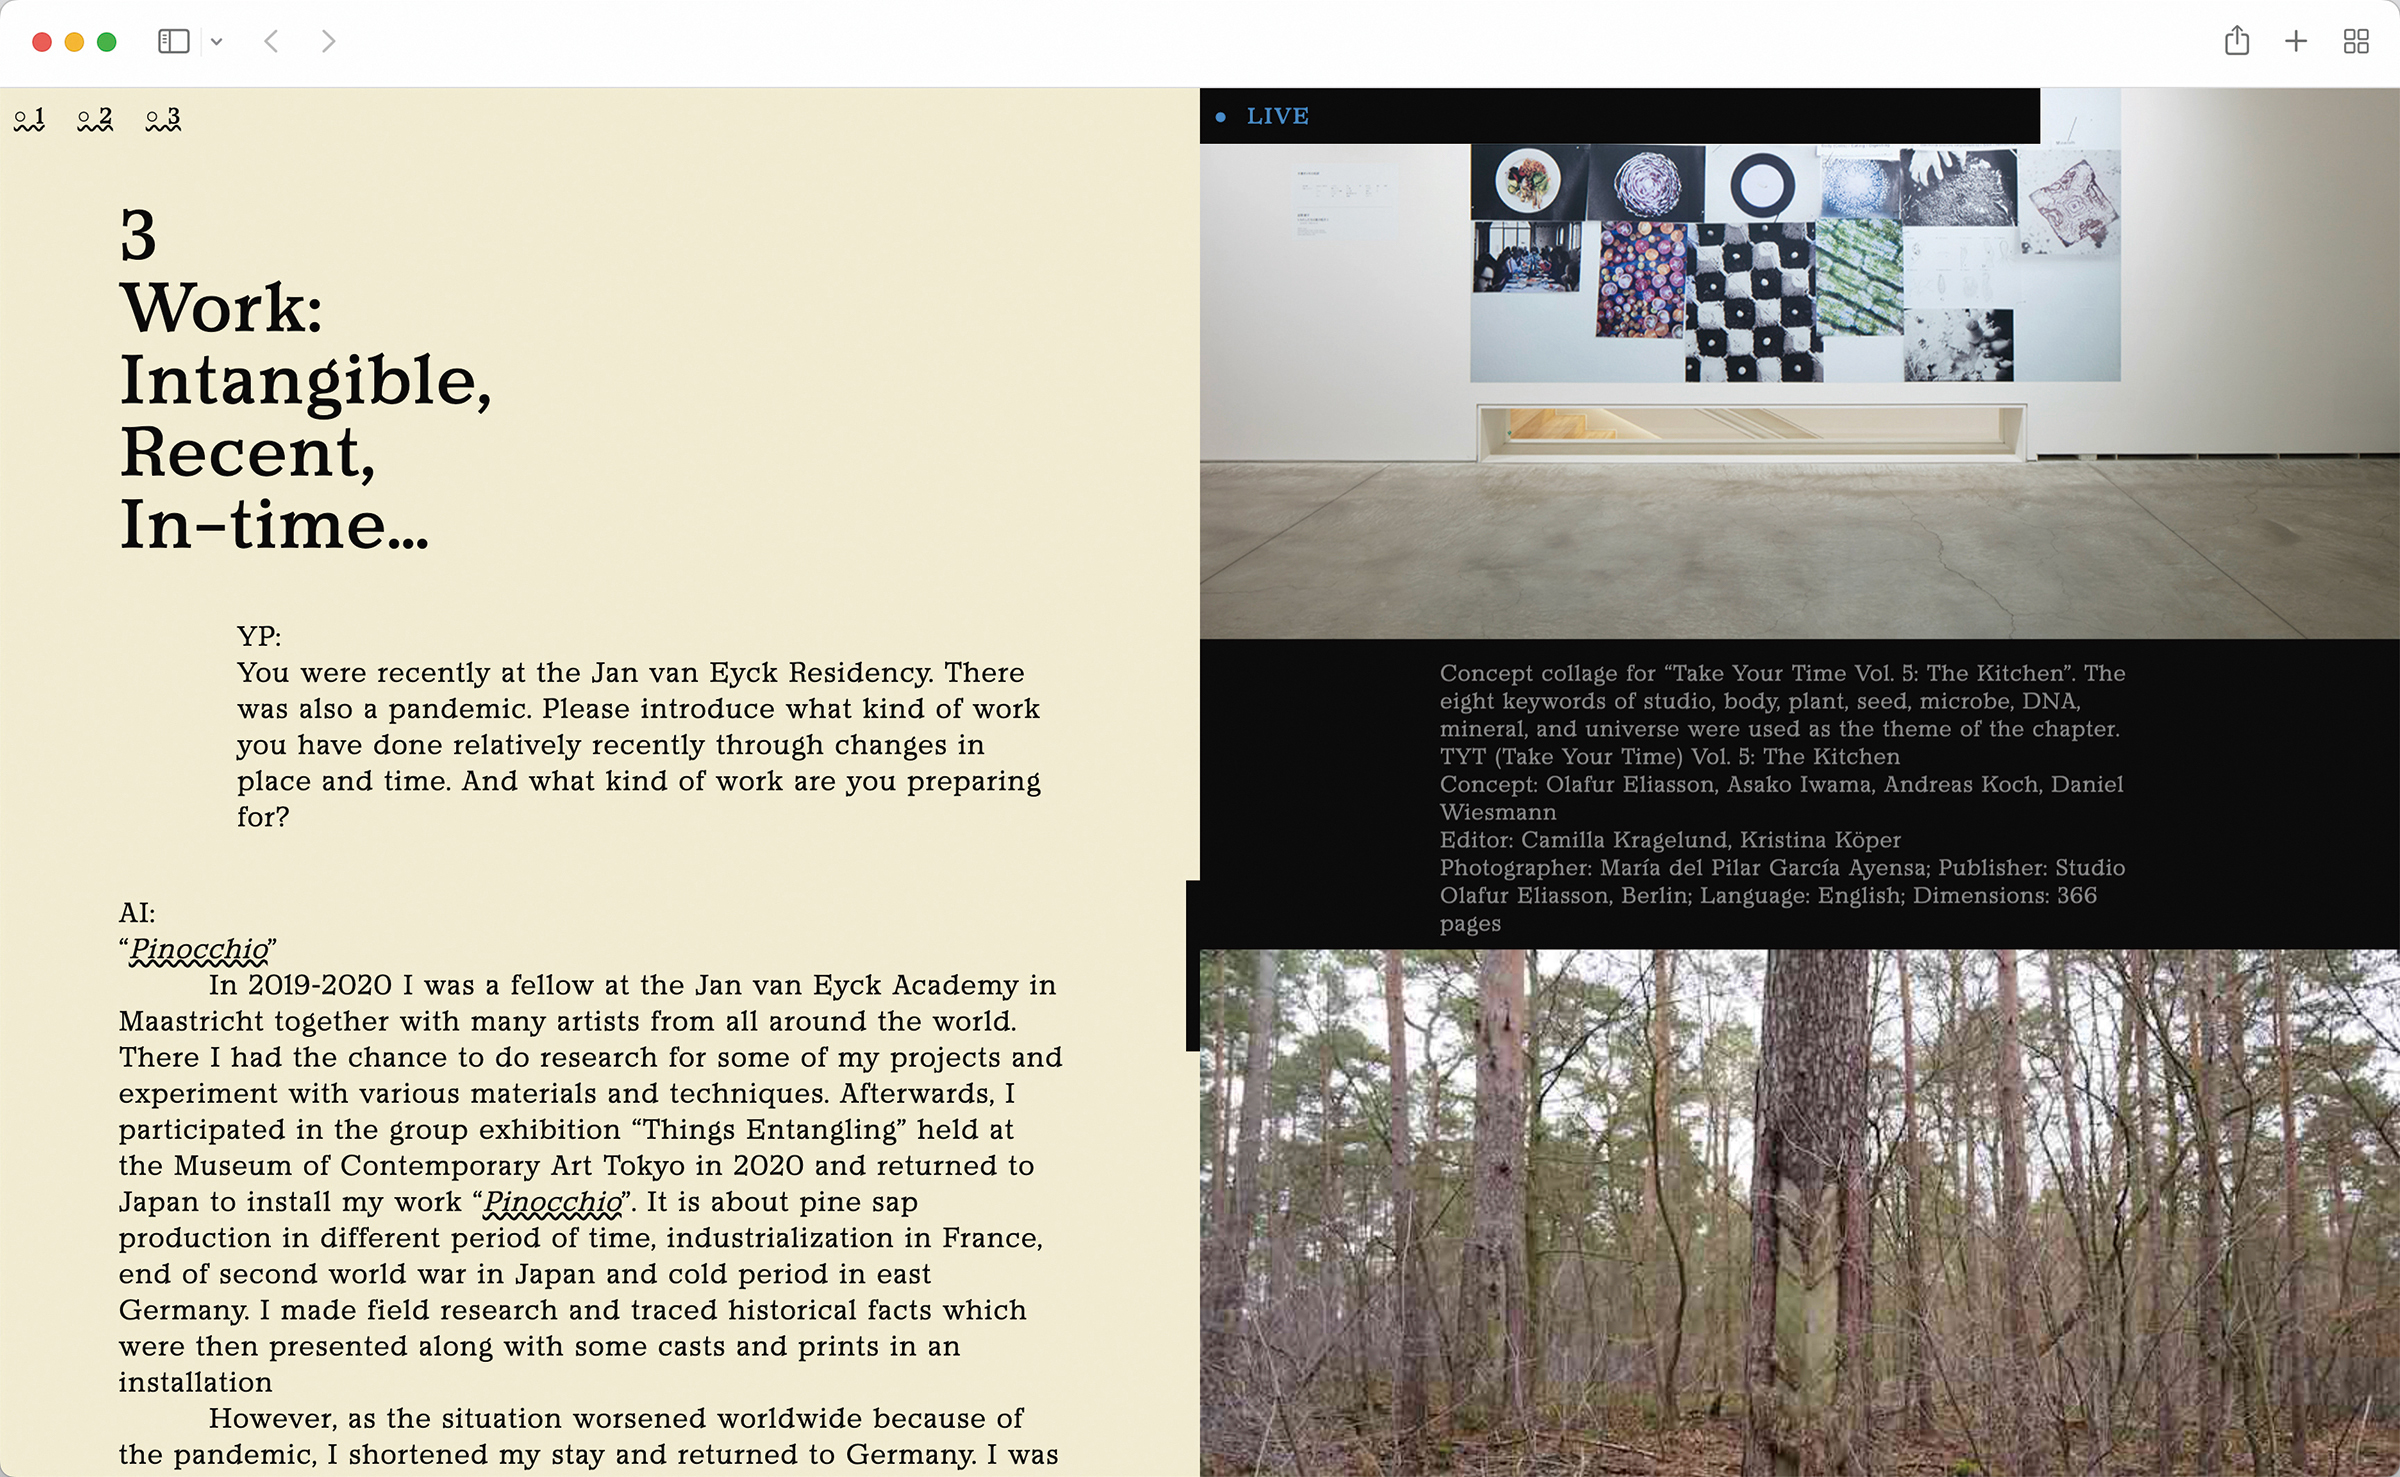 ○ 1 ○ 2 ○ 3
3
Work:
Intangible,
Recent,
In-time…
YP:
You were recently at the Jan van Eyck Residency. There
was also a pandemic. Please introduce what kind of work
you have done relatively recently through changes in
place and time. And what kind of work are you preparing
for?
AI:
“Pinocchio”
In 2019-2020 I was a fellow at the Jan van Eyck Academy in
Maastricht together with many artists from all around the world.
There I had the chance to do research for some of my projects and
experiment with various materials and techniques. Afterwards, I
participated in the group exhibition “Things Entangling” held at
the Museum of Contemporary Art Tokyo in 2020 and returned to
Japan to install my work “Pinocchio”. It is about pine sap
production in different period of time, industrialization in France,
end of second world war in Japan and cold period in east
Germany. I made field research and traced historical facts which
were then presented along with some casts and prints in an
installation
However, as the situation worsened worldwide because of
the pandemic, I shortened my stay and returned to Germany. I was
• LIVE
Concept collage for “Take Your Time Vol. 5: The Kitchen”. The
eight keywords of studio, body, plant, seed, microbe, DNA,
mineral, and universe were used as the theme of the chapter.
TYT (Take Your Time) Vol. 5: The Kitchen
Concept: Olafur Eliasson, Asako Iwama, Andreas Koch, Daniel
Wiesmann
Editor: Camilla Kragelund, Kristina Köper
Photographer: María del Pilar García Ayensa; Publisher: Studio
Olafur Eliasson, Berlin; Language: English; Dimensions: 366
pages